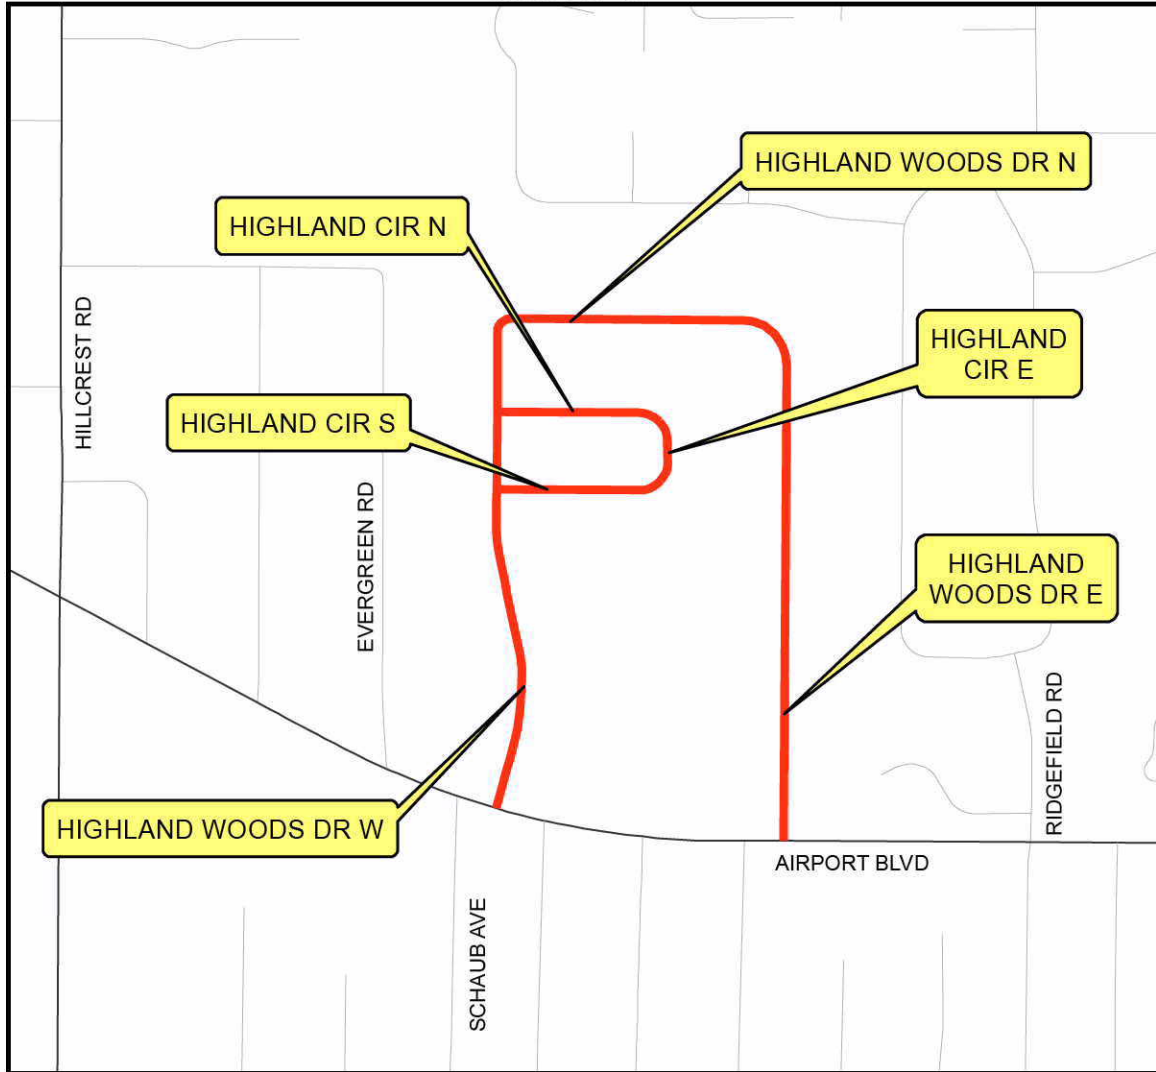 HIGHLAND WOODS DR N
HIGHLAND CIR N
HILLCREST RD
HIGHLAND
CIR E
HIGHLAND CIR S
EVERGREEN RD
HIGHLAND
WOODS DR E
RIDGEFIELD RD
HIGHLAND WOODS DR W
AIRPORT BLVD
SCHAUB AVE